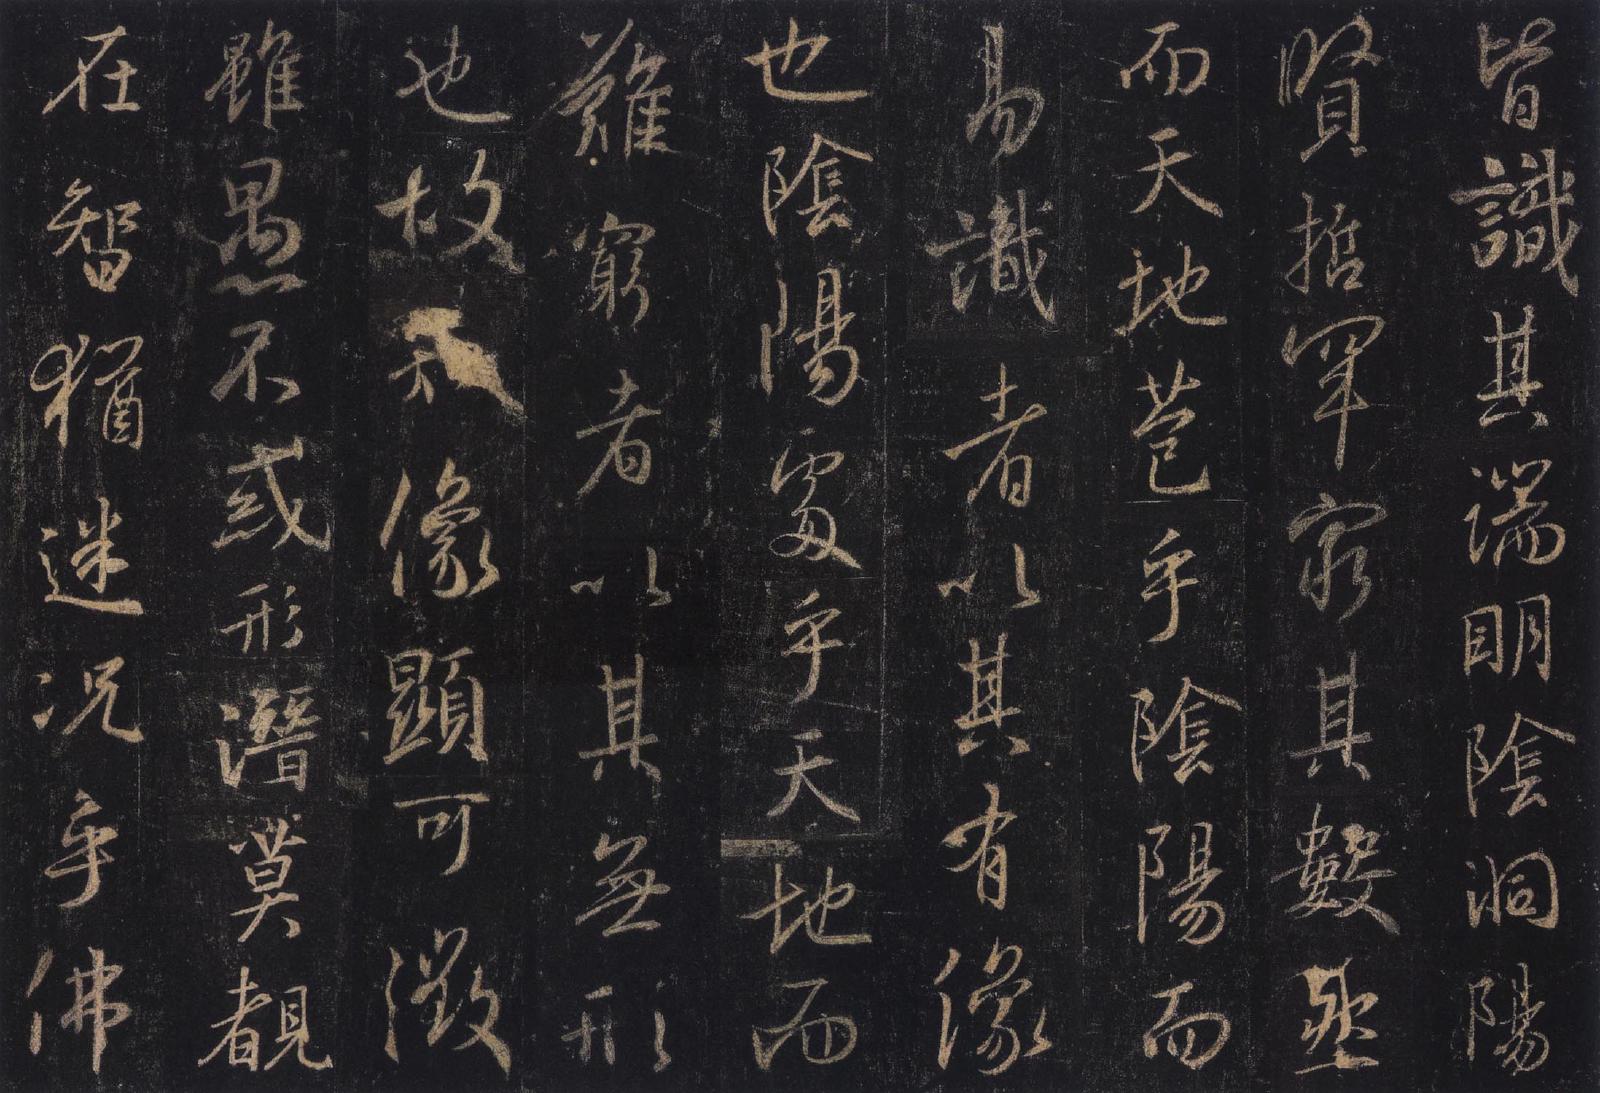 皆識其端明陰洞陽
賢哲罕窮其數然
而天地苞乎陰陽而
易識者以其有像
也陰陽處乎天地而
難窮者以其無形
也故知像顯可徵
雖愚不惑形潛莫覩
在智猶迷況乎佛